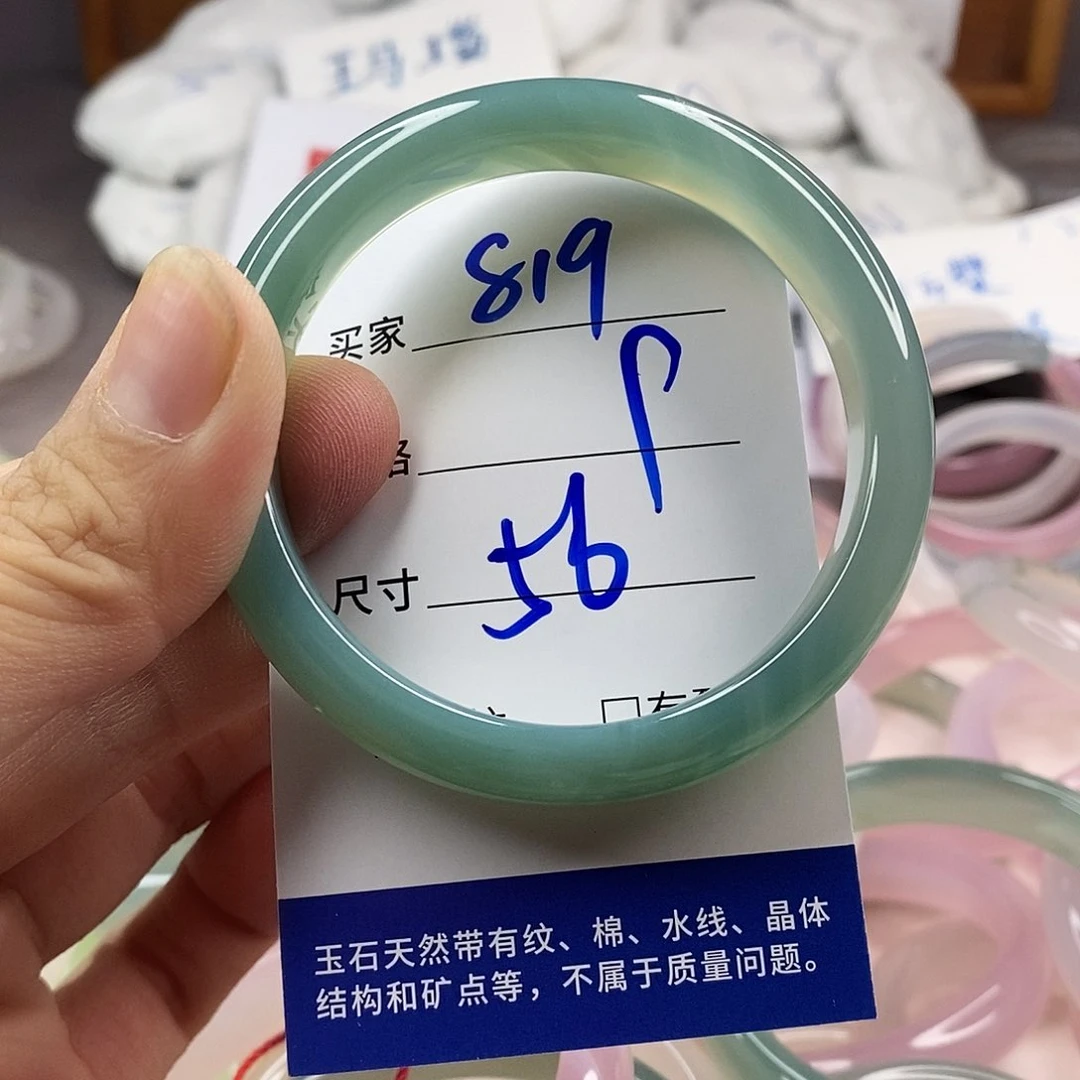 买家 819
格 P
尺寸 56
玉石天然带有纹、棉、水线、晶体
结构和矿点等，不属于质量问题。